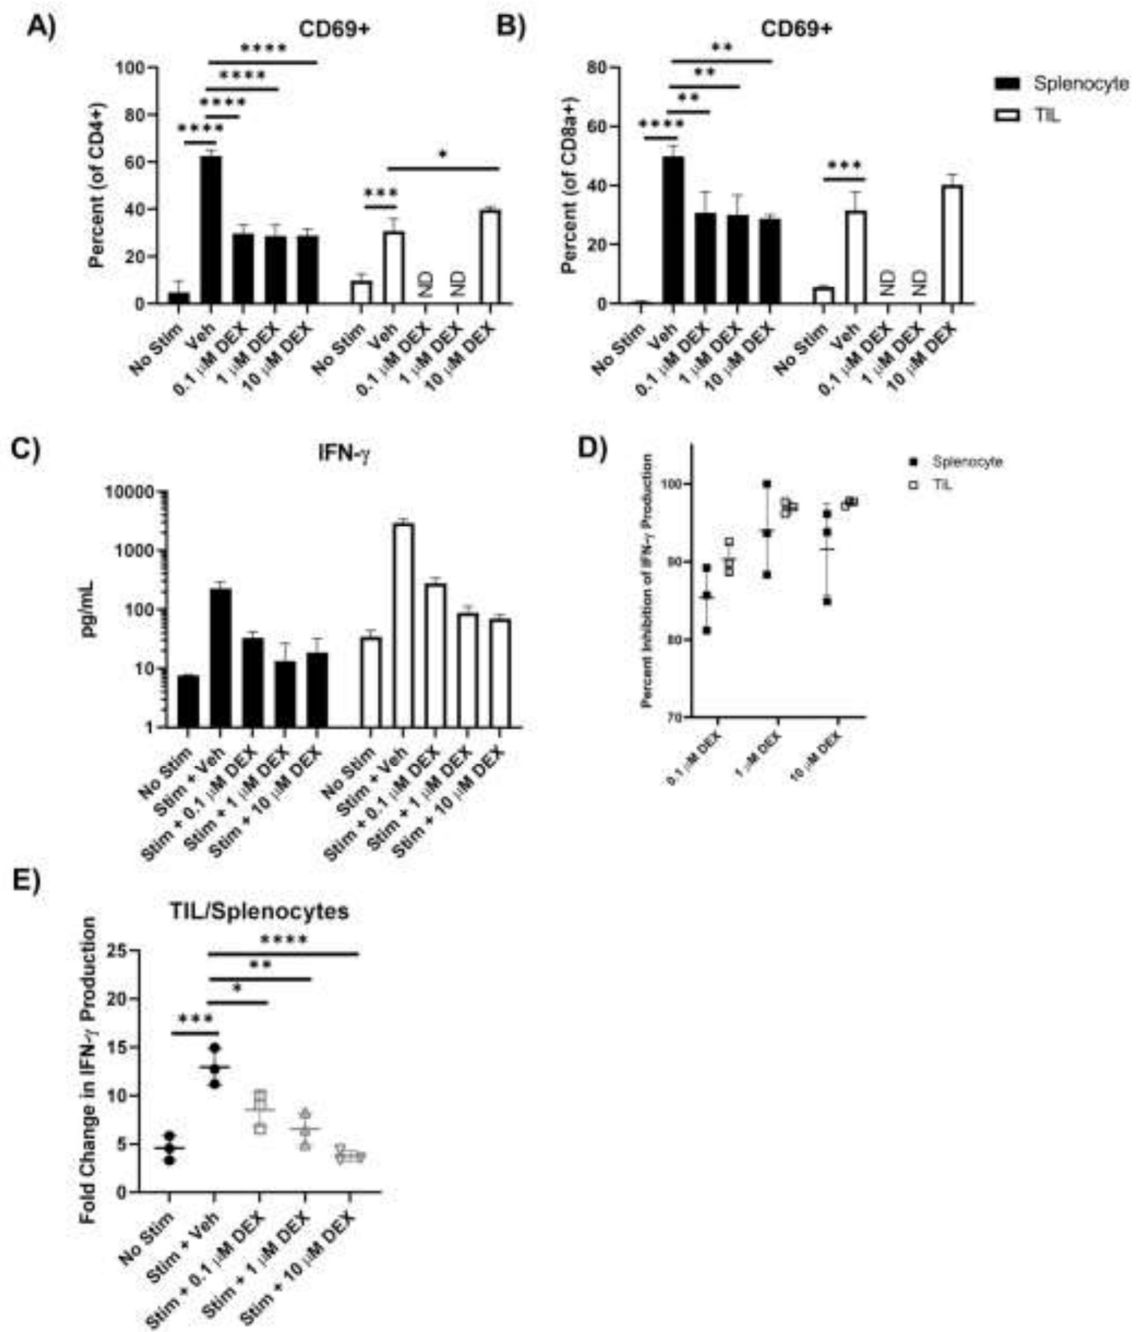 A)
CD69+
****
****
****
****
***
*
Percent (of CD4+)
100
80
60
40
20
0
ND
ND
No Stim
Veh
0.1 μM DEX
1 μM DEX
10 μM DEX
No Stim
Veh
0.1 μM DEX
1 μM DEX
10 μM DEX
B)
CD69+
**
**
**
****
***
Percent (of CD8a+)
80
60
40
20
0
ND
ND
No Stim
Veh
0.1 μM DEX
1 μM DEX
10 μM DEX
No Stim
Veh
0.1 μM DEX
1 μM DEX
10 μM DEX
Splenocyte
TIL
C)
IFN-γ
pg/mL
10000
1000
100
10
1
No Stim
Stim + Veh
Stim + 0.1 μM DEX
Stim + 1 μM DEX
Stim + 10 μM DEX
No Stim
Stim + Veh
Stim + 0.1 μM DEX
Stim + 1 μM DEX
Stim + 10 μM DEX
D)
Percent Inhibition of IFN-γ Production
100
90
80
70
0.1 μM DEX
1 μM DEX
10 μM DEX
Splenocyte
TIL
E)
TIL/Splenocytes
****
**
*
***
Fold Change in IFN-γ Production
25
20
15
10
5
0
No Stim
Stim + Veh
Stim + 0.1 μM DEX
Stim + 1 μM DEX
Stim + 10 μM DEX